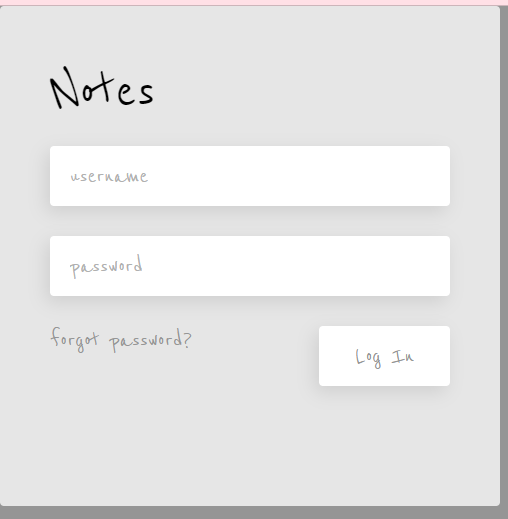 Notes
username
password
forgot password?
Log In